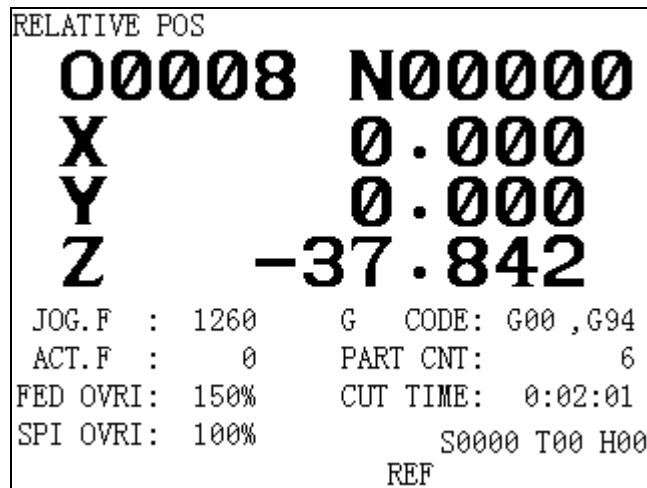 RELATIVE POS
O0008 N00000
X 0.000
Y 0.000
Z -37.842
JOG.F : 1260 G CODE: G00 ,G94
ACT.F : 0 PART CNT: 6
FED OVRI: 150% CUT TIME: 0:02:01
SPI OVRI: 100% S0000 T00 H00
REF